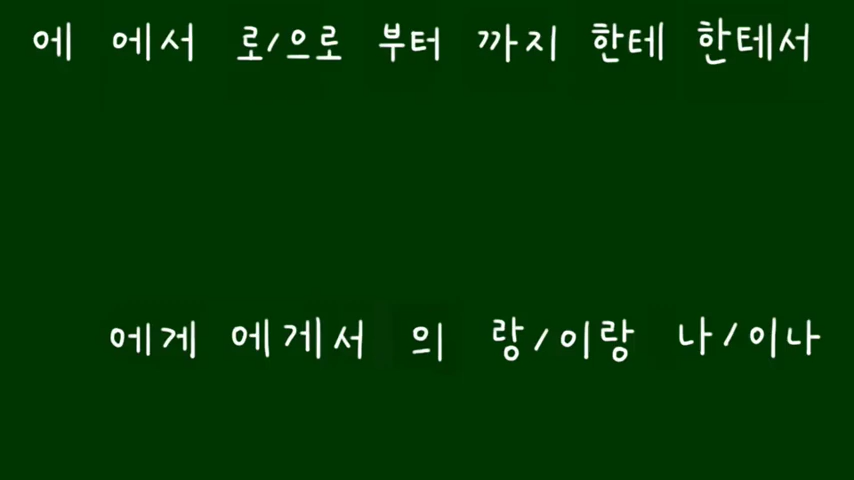 에 에서 로/으로 부터 까지 한테 한테서
에게 에게서 의 랑/이랑 나/이나